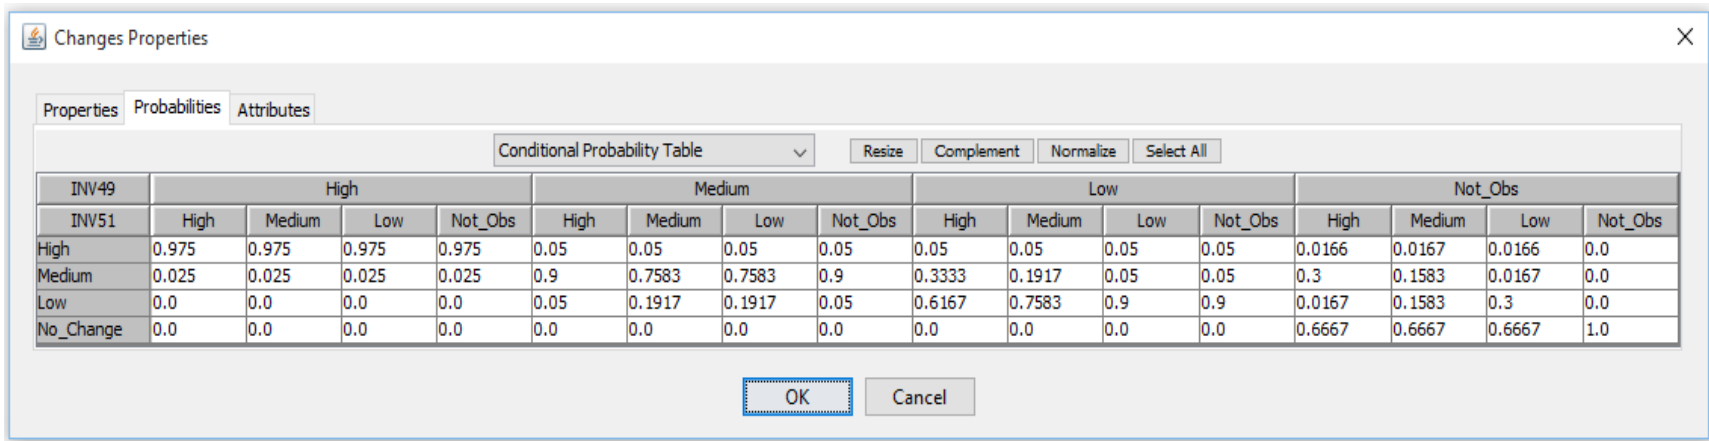 Changes Properties
Properties Probabilities Attributes
Conditional Probability Table Resize Complement Normalize Select All
INV49 High Medium Low Not_Obs
INV51 High Medium Low Not_Obs High Medium Low Not_Obs High Medium Low Not_Obs High Medium Low Not_Obs
High 0.975 0.975 0.975 0.975 0.05 0.05 0.05 0.05 0.05 0.05 0.05 0.05 0.0166 0.0167 0.0166 0.0
Medium 0.025 0.025 0.025 0.025 0.9 0.7583 0.7583 0.9 0.3333 0.1917 0.05 0.05 0.3 0.1583 0.0167 0.0
Low 0.0 0.0 0.0 0.0 0.05 0.1917 0.1917 0.05 0.6167 0.7583 0.9 0.9 0.0167 0.1583 0.3 0.0
No_Change 0.0 0.0 0.0 0.0 0.0 0.0 0.0 0.0 0.0 0.0 0.0 0.0 0.6667 0.6667 0.6667 1.0
OK Cancel